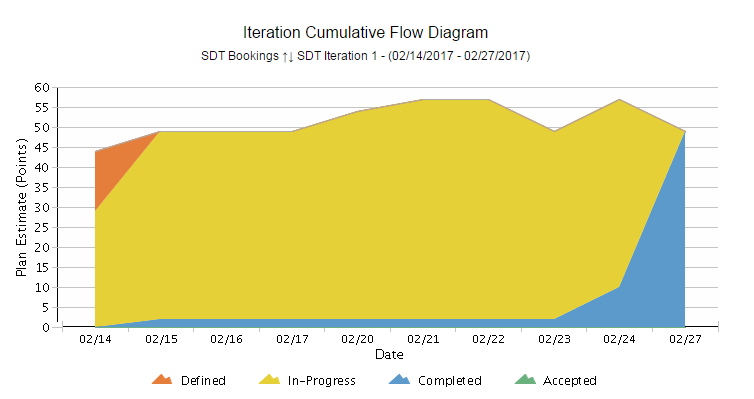 Iteration Cumulative Flow Diagram
SDT Bookings ↑↓ SDT Iteration 1 - (02/14/2017 - 02/27/2017)
Plan Estimate (Points)
60
55
50
45
40
35
30
25
20
15
10
5
0
02/14 02/15 02/16 02/17 02/20 02/21 02/22 02/23 02/24 02/27
Date
Defined In-Progress Completed Accepted